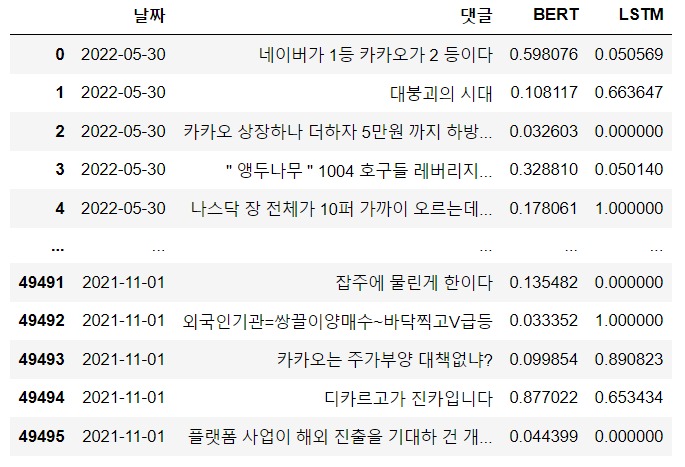 날짜 댓글 BERT LSTM
0 2022-05-30 네이버가 1등 카카오가 2 등이다 0.598076 0.050569
1 2022-05-30 대붕괴의 시대 0.108117 0.663647
2 2022-05-30 카카오 상장하나 더하자 5만원 까지 하방... 0.032603 0.000000
3 2022-05-30 " 앵두나무 " 1004 호구들 레버리지... 0.328810 0.050140
4 2022-05-30 나스닥 장 전체가 10퍼 가까이 오르는데... 0.178061 1.000000
... ... ... ... ...
49491 2021-11-01 잡주에 물린게 한이다 0.135482 0.000000
49492 2021-11-01 외국인기관=쌍끌이양매수~바닥찍고V급등 0.033352 1.000000
49493 2021-11-01 카카오는 주가부양 대책없냐? 0.099854 0.890823
49494 2021-11-01 디카르고가 진카입니다 0.877022 0.653434
49495 2021-11-01 플랫폼 사업이 해외 진출을 기대하 건 개... 0.044399 0.000000